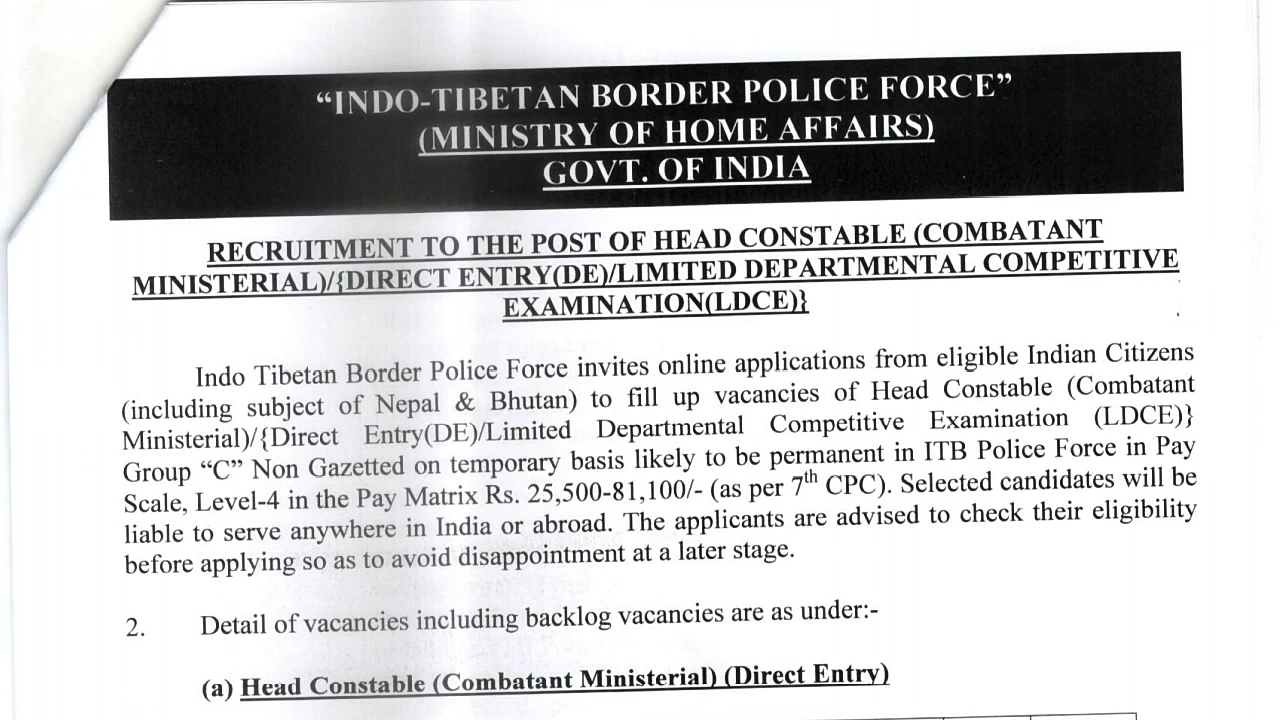 “INDO-TIBETAN BORDER POLICE FORCE”
(MINISTRY OF HOME AFFAIRS)
GOVT. OF INDIA
RECRUITMENT TO THE POST OF HEAD CONSTABLE (COMBATANT
MINISTERIAL)/{DIRECT ENTRY(DE)/LIMITED DEPARTMENTAL COMPETITIVE
EXAMINATION(LDCE)}
Indo Tibetan Border Police Force invites online applications from eligible Indian Citizens
(including subject of Nepal & Bhutan) to fill up vacancies of Head Constable (Combatant
Ministerial)/{Direct Entry(DE)/Limited Departmental Competitive Examination (LDCE)}
Group “C” Non Gazetted on temporary basis likely to be permanent in ITB Police Force in Pay
Scale, Level-4 in the Pay Matrix Rs. 25,500-81,100/- (as per 7th CPC). Selected candidates will be
liable to serve anywhere in India or abroad. The applicants are advised to check their eligibility
before applying so as to avoid disappointment at a later stage.
2. Detail of vacancies including backlog vacancies are as under:-
(a) Head Constable (Combatant Ministerial) (Direct Entry)